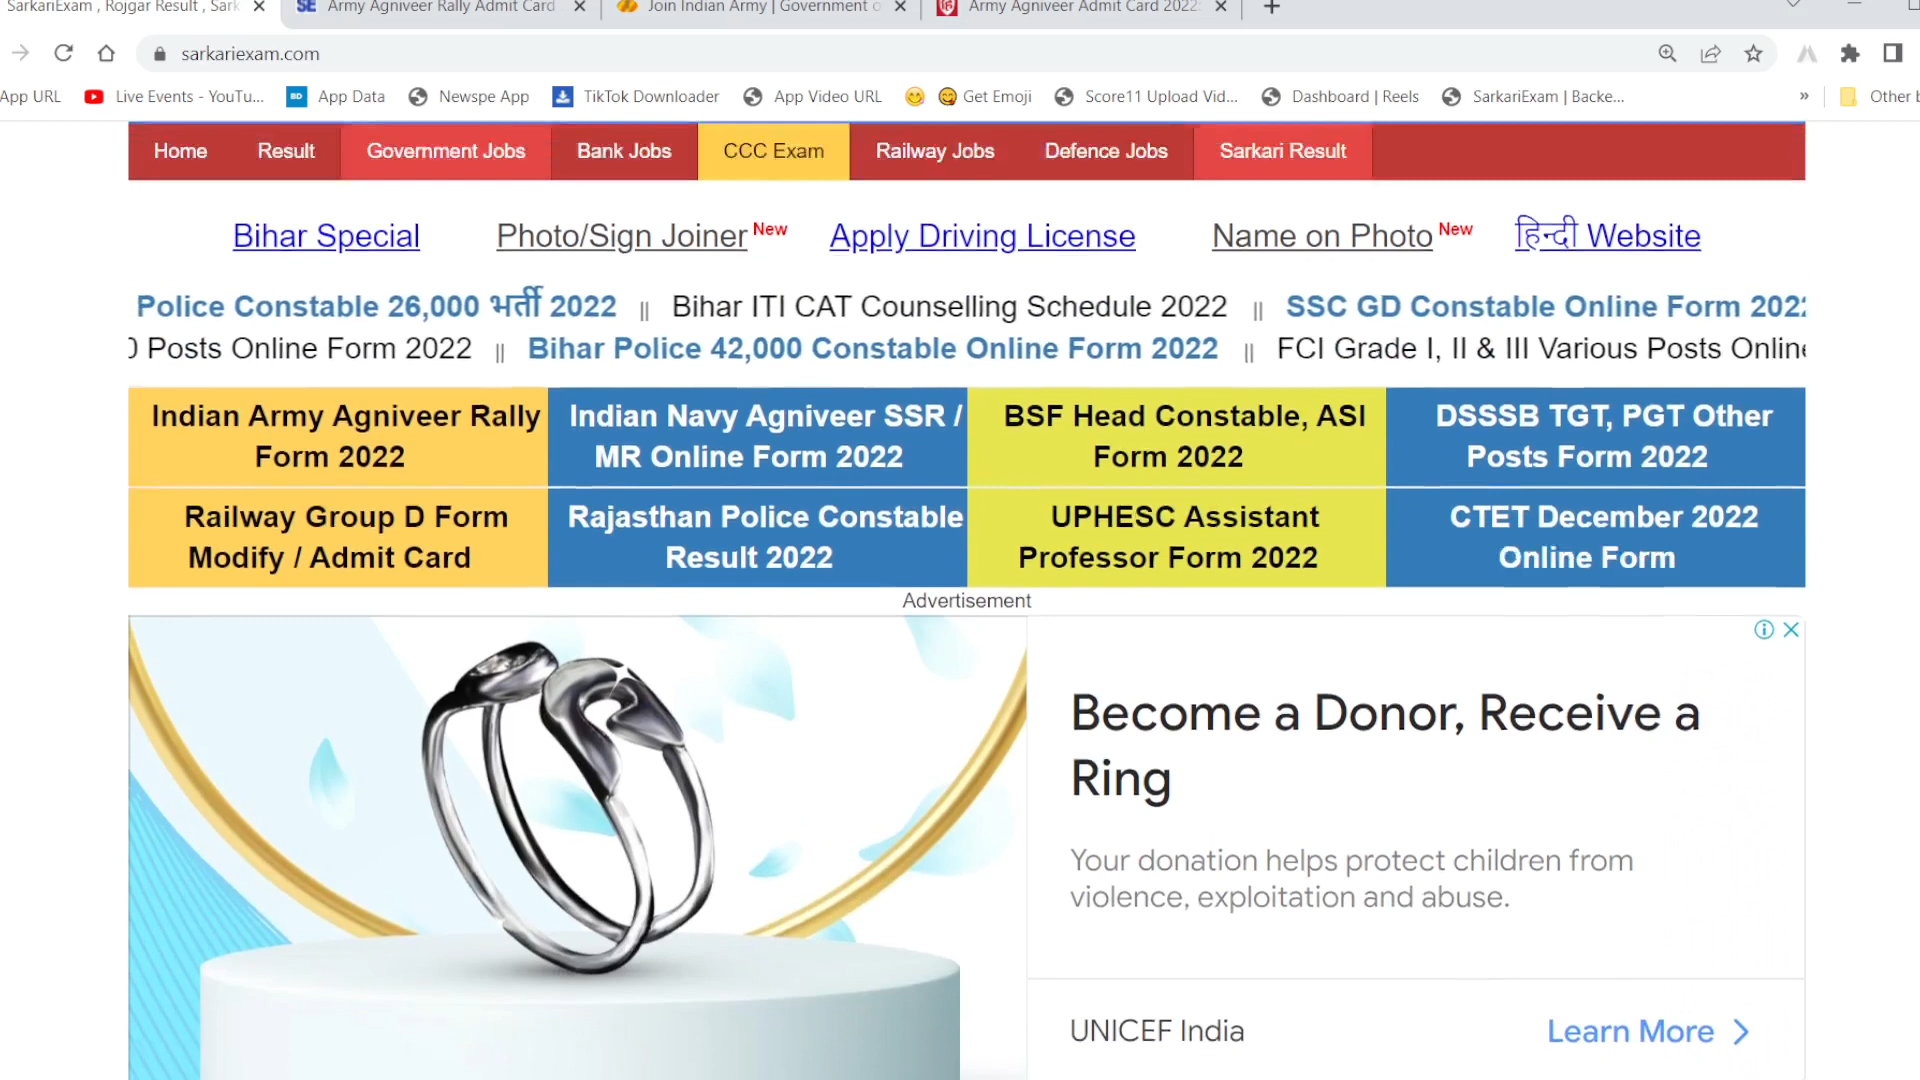 SarkariExam , Rojgar Result , Sark
Army Agniveer Rally Admit Card
Join Indian Army | Government o
Army Agniveer Admit Card 2022:
sarkariexam.com
App URL
Live Events - YouTu...
App Data
Newspe App
TikTok Downloader
App Video URL
Get Emoji
Score11 Upload Vid...
Dashboard | Reels
SarkariExam | Backe...
»
Other b
Home
Result
Government Jobs
Bank Jobs
CCC Exam
Railway Jobs
Defence Jobs
Sarkari Result
Bihar Special
Photo/Sign Joiner New
Apply Driving License
Name on Photo New
हिन्दी Website
Police Constable 26,000 भर्ती 2022 || Bihar ITI CAT Counselling Schedule 2022 || SSC GD Constable Online Form 2022
0 Posts Online Form 2022 || Bihar Police 42,000 Constable Online Form 2022 || FCI Grade I, II & III Various Posts Online
Indian Army Agniveer Rally
Form 2022
Indian Navy Agniveer SSR /
MR Online Form 2022
BSF Head Constable, ASI
Form 2022
DSSSB TGT, PGT Other
Posts Form 2022
Railway Group D Form
Modify / Admit Card
Rajasthan Police Constable
Result 2022
UPHESC Assistant
Professor Form 2022
CTET December 2022
Online Form
Advertisement
Become a Donor, Receive a
Ring
Your donation helps protect children from
violence, exploitation and abuse.
UNICEF India
Learn More